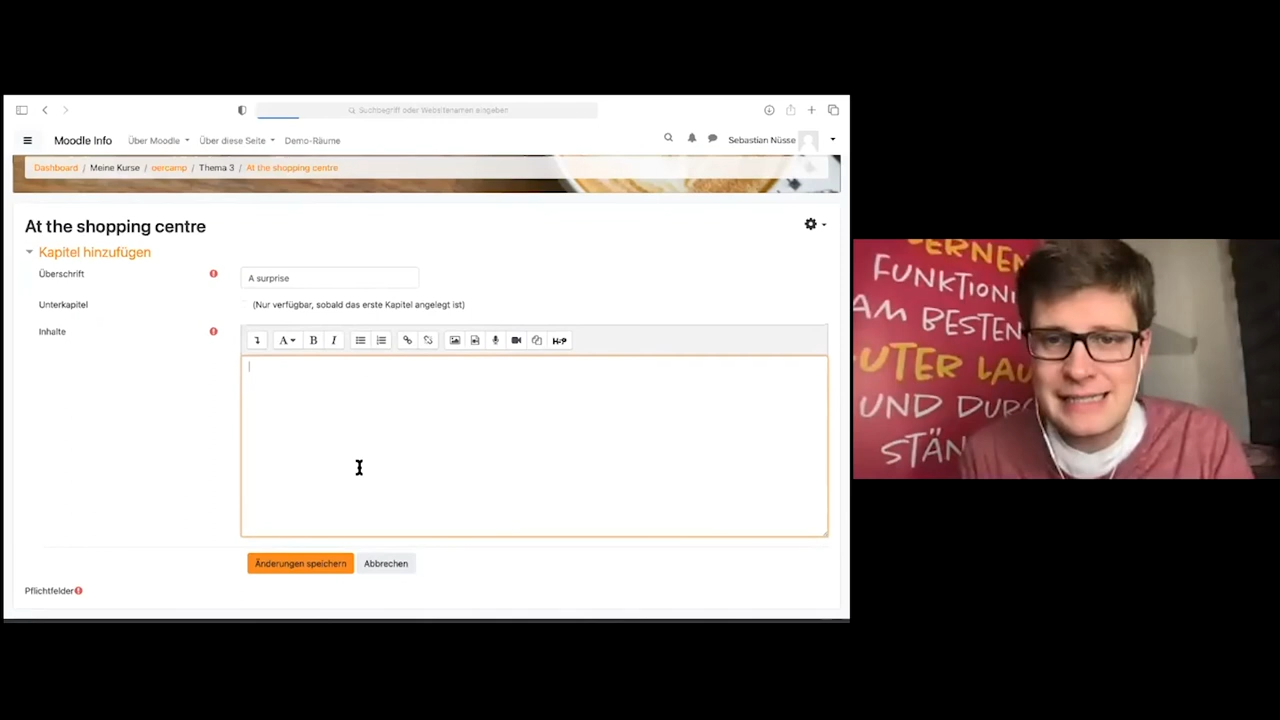 Suchbegriff oder Websitenamen eingeben
Moodle Info Über Moodle Über diese Seite Demo-Räume Sebastian Nüsse
Dashboard / Meine Kurse / oercamp / Thema 3 / At the shopping centre
At the shopping centre
Kapitel hinzufügen
Überschrift A surprise
Unterkapitel (Nur verfügbar, sobald das erste Kapitel angelegt ist)
Inhalte
A B I H-P
Änderungen speichern Abbrechen
Pflichtfelder
ERNEN
FUNKTIONI
AM BESTEN
UTER LAU
UND DURC
STÄN